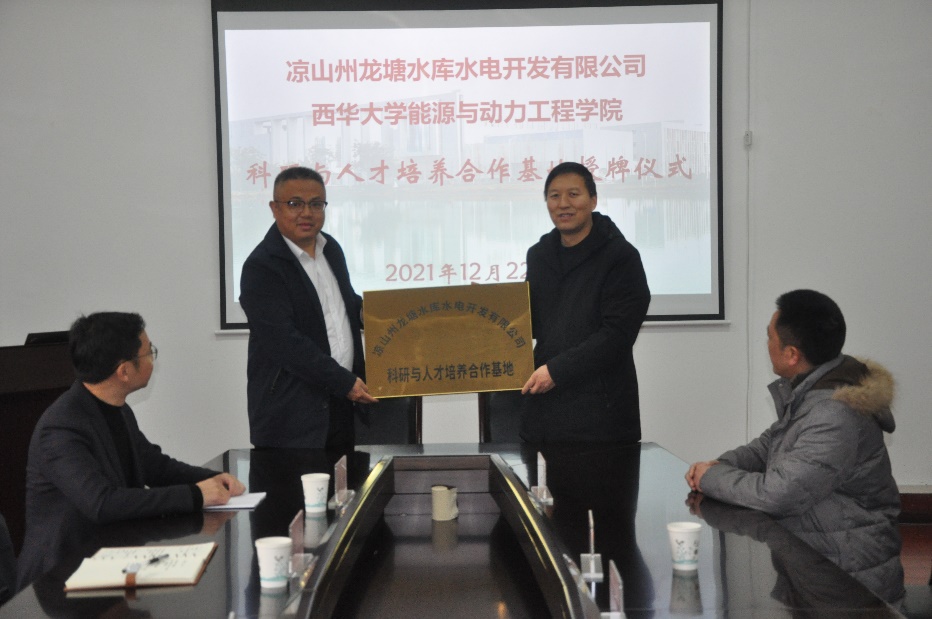 凉山州龙塘水库水电开发有限公司
西华大学能源与动力工程学院
科研与人才培养合作基地授牌仪式
2021年12月22
凉山州龙塘水库水电开发有限公司
科研与人才培养合作基地